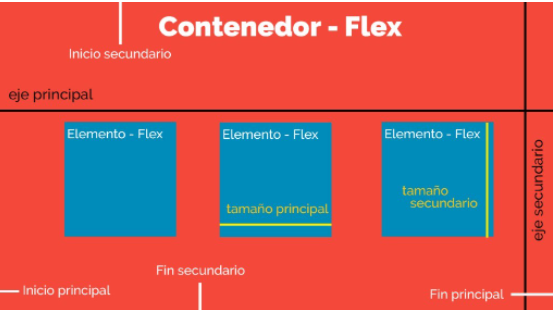 Contenedor - Flex
Inicio secundario
eje principal
Elemento - Flex
Elemento - Flex
Elemento - Flex
tamaño principal
tamaño
secundario
eje secundario
Fin secundario
Inicio principal
Fin principal